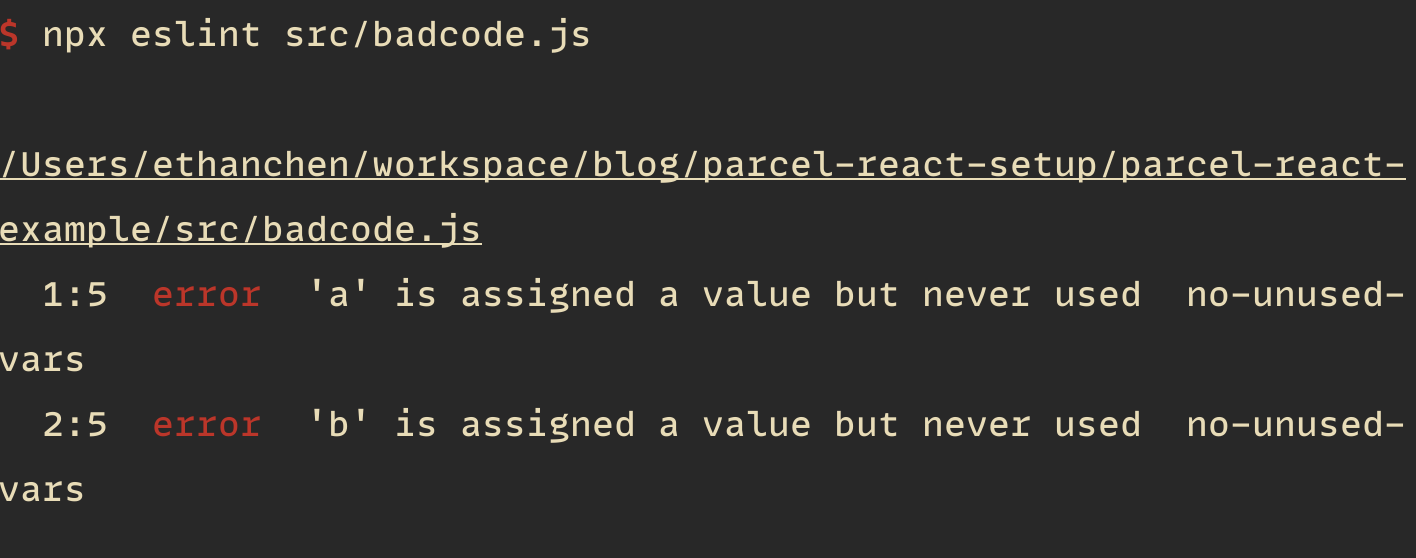 $ npx eslint src/badcode.js
/Users/ethanchen/workspace/blog/parcel-react-setup/parcel-react-
example/src/badcode.js
1:5  error  'a' is assigned a value but never used  no-unused-
vars
2:5  error  'b' is assigned a value but never used  no-unused-
vars